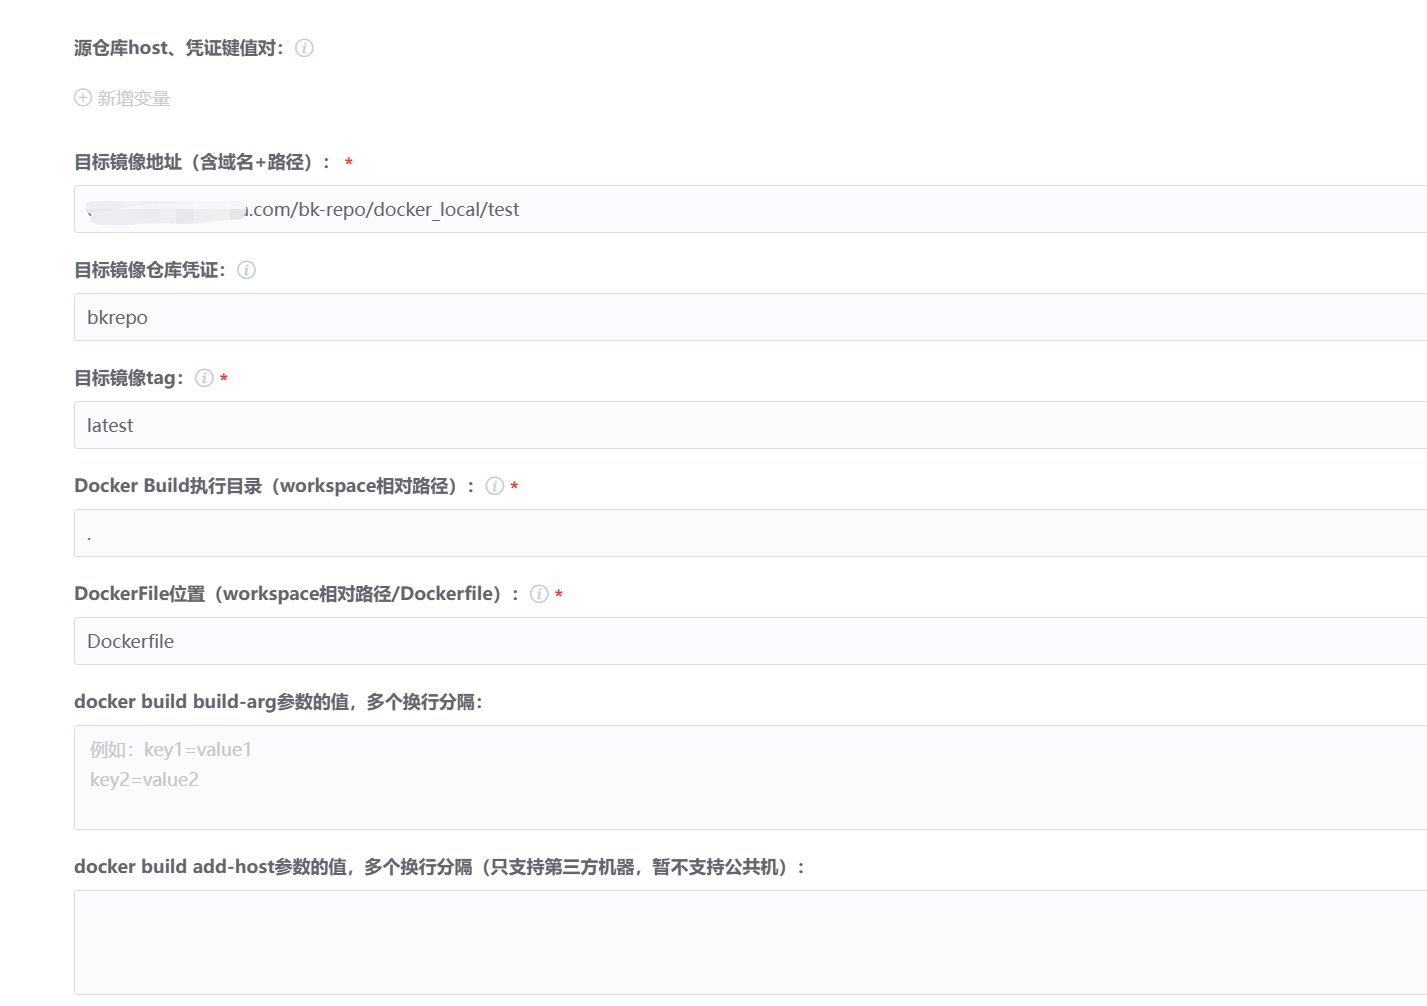 源仓库host、凭证键值对：
新增变量
目标镜像地址（含域名+路径）： *
.com/bk-repo/docker_local/test
目标镜像仓库凭证：
bkrepo
目标镜像tag： *
latest
Docker Build执行目录（workspace相对路径）： *
.
DockerFile位置（workspace相对路径/Dockerfile）： *
Dockerfile
docker build build-arg参数的值，多个换行分隔：
例如：key1=value1
key2=value2
docker build add-host参数的值，多个换行分隔（只支持第三方机器，暂不支持公共机）：